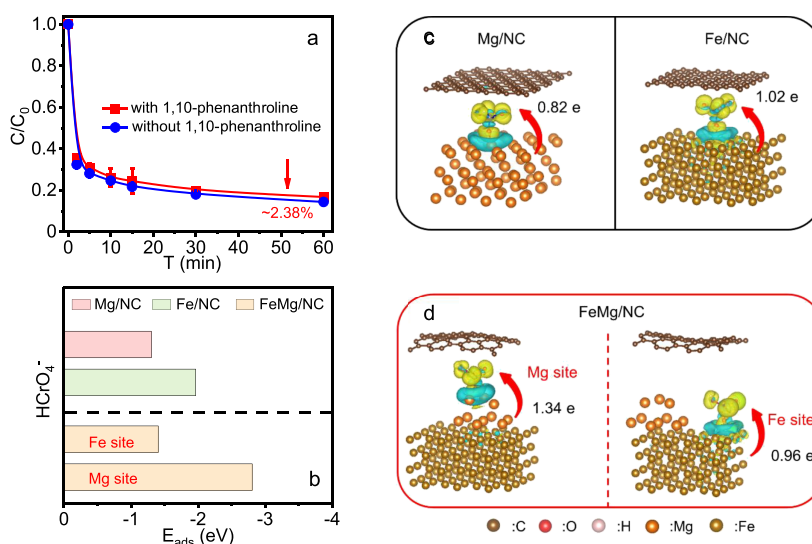 a
C/C0
1.0
0.8
0.6
0.4
0.2
0
with 1,10-phenanthroline
without 1,10-phenanthroline
~2.38%
0 10 20 30 40 50 60
T (min)
Mg/NC Fe/NC FeMg/NC
HCrO4-
Fe site
Mg site
b
0 -1 -2 -3 -4
Eads (eV)
c
Mg/NC
0.82 e
Fe/NC
1.02 e
d
FeMg/NC
Mg site
1.34 e
Fe site
0.96 e
:C :O :H :Mg :Fe